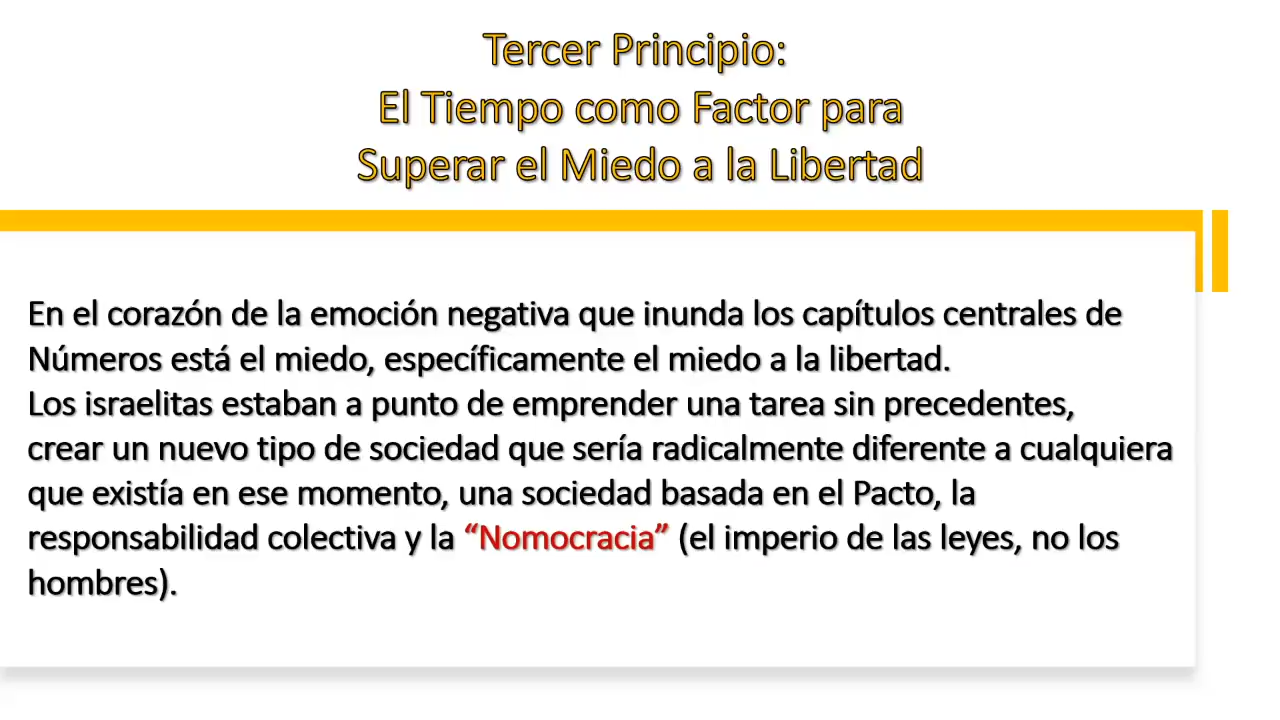 Tercer Principio:
El Tiempo como Factor para
Superar el Miedo a la Libertad
En el corazón de la emoción negativa que inunda los capítulos centrales de
Números está el miedo, específicamente el miedo a la libertad.
Los israelitas estaban a punto de emprender una tarea sin precedentes,
crear un nuevo tipo de sociedad que sería radicalmente diferente a cualquiera
que existía en ese momento, una sociedad basada en el Pacto, la
responsabilidad colectiva y la “Nomocracia” (el imperio de las leyes, no los
hombres).